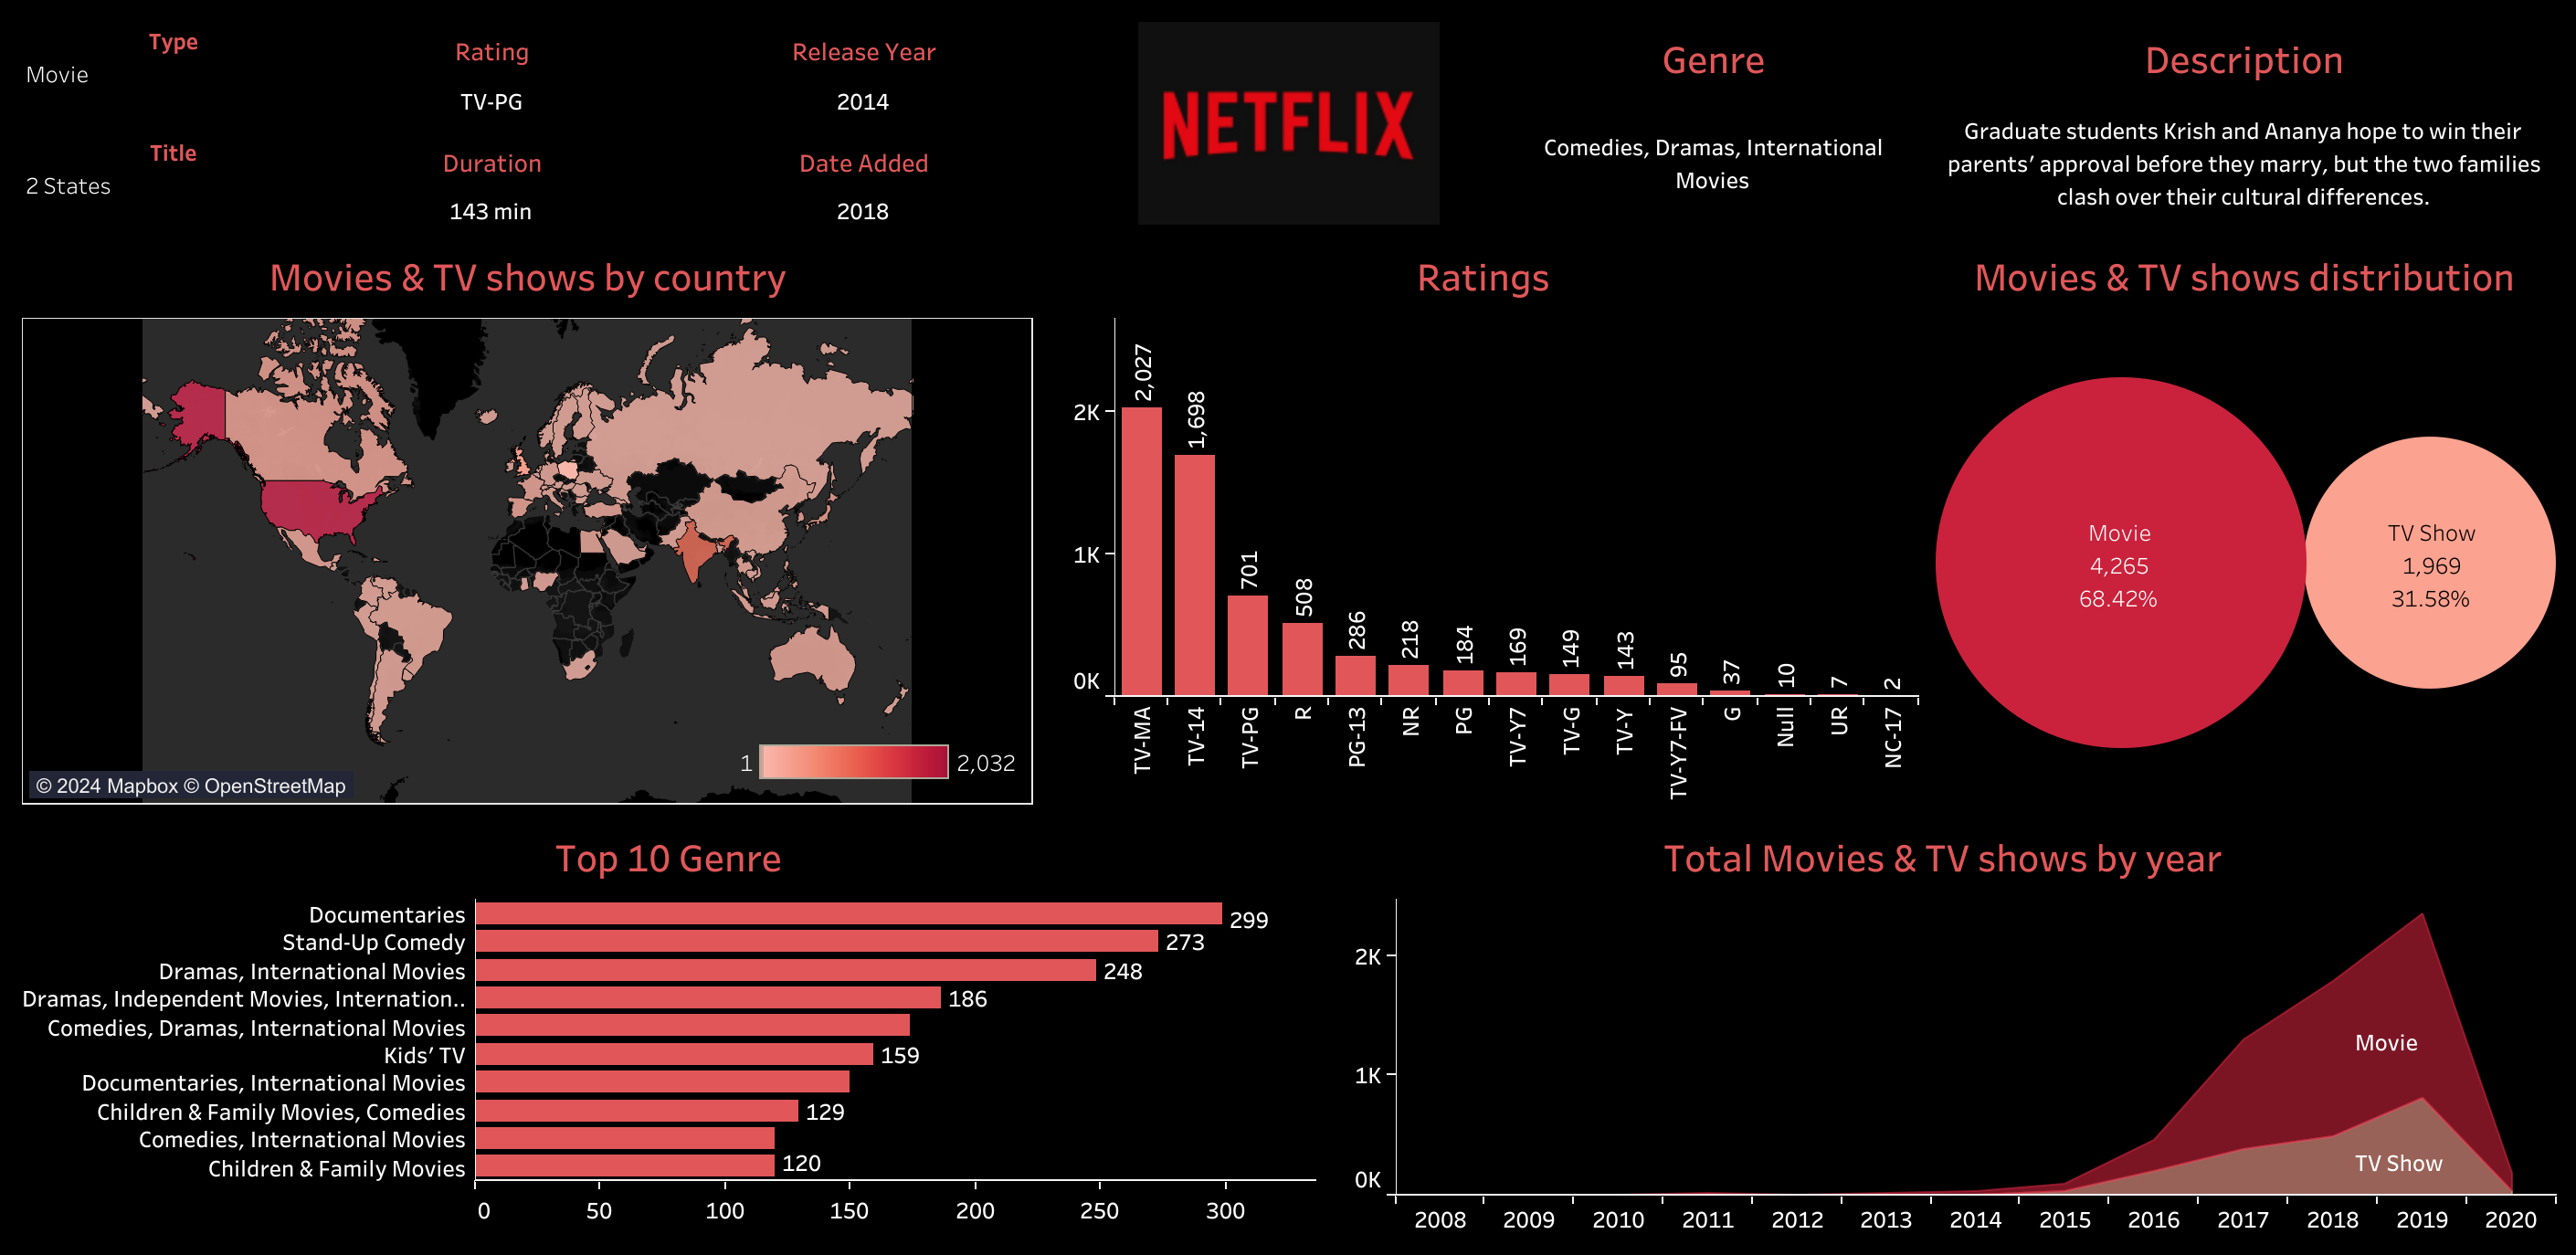 Type
Movie
Rating
TV-PG
Release Year
2014
Title
2 States
Duration
143 min
Date Added
2018
NETFLIX
Genre
Comedies, Dramas, International
Movies
Description
Graduate students Krish and Ananya hope to win their
parents’ approval before they marry, but the two families
clash over their cultural differences.
Movies & TV shows by country
1
2,032
© 2024 Mapbox © OpenStreetMap
Ratings
2K
1K
0K
2,027
1,698
701
508
286
218
184
169
149
143
95
37
10
7
2
TV-MA
TV-14
TV-PG
R
PG-13
NR
PG
TV-Y7
TV-G
TV-Y
TV-Y7-FV
G
Null
UR
NC-17
Movies & TV shows distribution
Movie
4,265
68.42%
TV Show
1,969
31.58%
Top 10 Genre
Documentaries 299
Stand-Up Comedy 273
Dramas, International Movies 248
Dramas, Independent Movies, Internation.. 186
Comedies, Dramas, International Movies
Kids’ TV 159
Documentaries, International Movies
Children & Family Movies, Comedies 129
Comedies, International Movies
Children & Family Movies 120
0 50 100 150 200 250 300
Total Movies & TV shows by year
2K
1K
0K
Movie
TV Show
2008 2009 2010 2011 2012 2013 2014 2015 2016 2017 2018 2019 2020